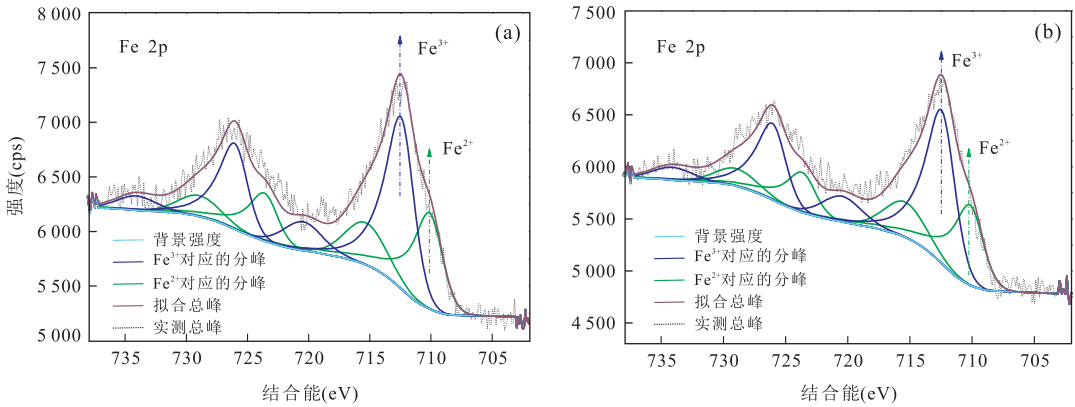 8 000
7 500
7 000
6 500
6 000
5 500
5 000
强度(cps)
Fe 2p
(a)
Fe³⁺
Fe²⁺
背景强度
Fe³⁺对应的分峰
Fe²⁺对应的分峰
拟合总峰
实测总峰
735 730 725 720 715 710 705
结合能(eV)
7 500
7 000
6 500
6 000
5 500
5 000
4 500
Fe 2p
(b)
Fe³⁺
Fe²⁺
背景强度
Fe³⁺对应的分峰
Fe²⁺对应的分峰
拟合总峰
实测总峰
735 730 725 720 715 710 705
结合能(eV)